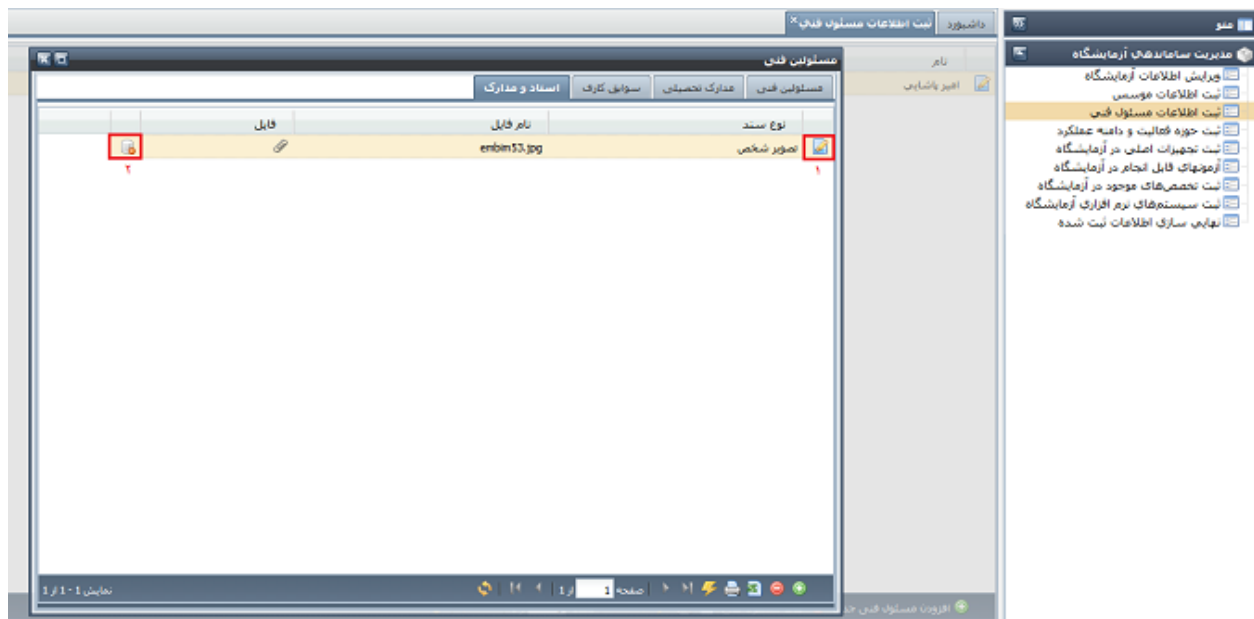 منو
مدیریت ساماندهی آزمایشگاه
ویرایش اطلاعات آزمایشگاه
ثبت اطلاعات موسس
ثبت اطلاعات مسئول فنی
ثبت حوزه فعالیت و دامنه عملکرد
ثبت تجهیزات اصلی در آزمایشگاه
آزمونهای قابل انجام در آزمایشگاه
ثبت تخصص‌های موجود در آزمایشگاه
ثبت سیستم‌های نرم افزاری آزمایشگاه
نهایی سازی اطلاعات ثبت شده
داشبورد ثبت اطلاعات مسئول فنی ×
نام
امیر پاشایی
مسئولین فنی
مسئولین فنی مدارک تحصیلی سوابق کاری اسناد و مدارک
نوع سند نام فایل فایل
تصویر شخص embim53.jpg
۱ ۲
صفحه 1 از 1 نمایش 1 - 1 از 1
افزودن مسئول فنی جد